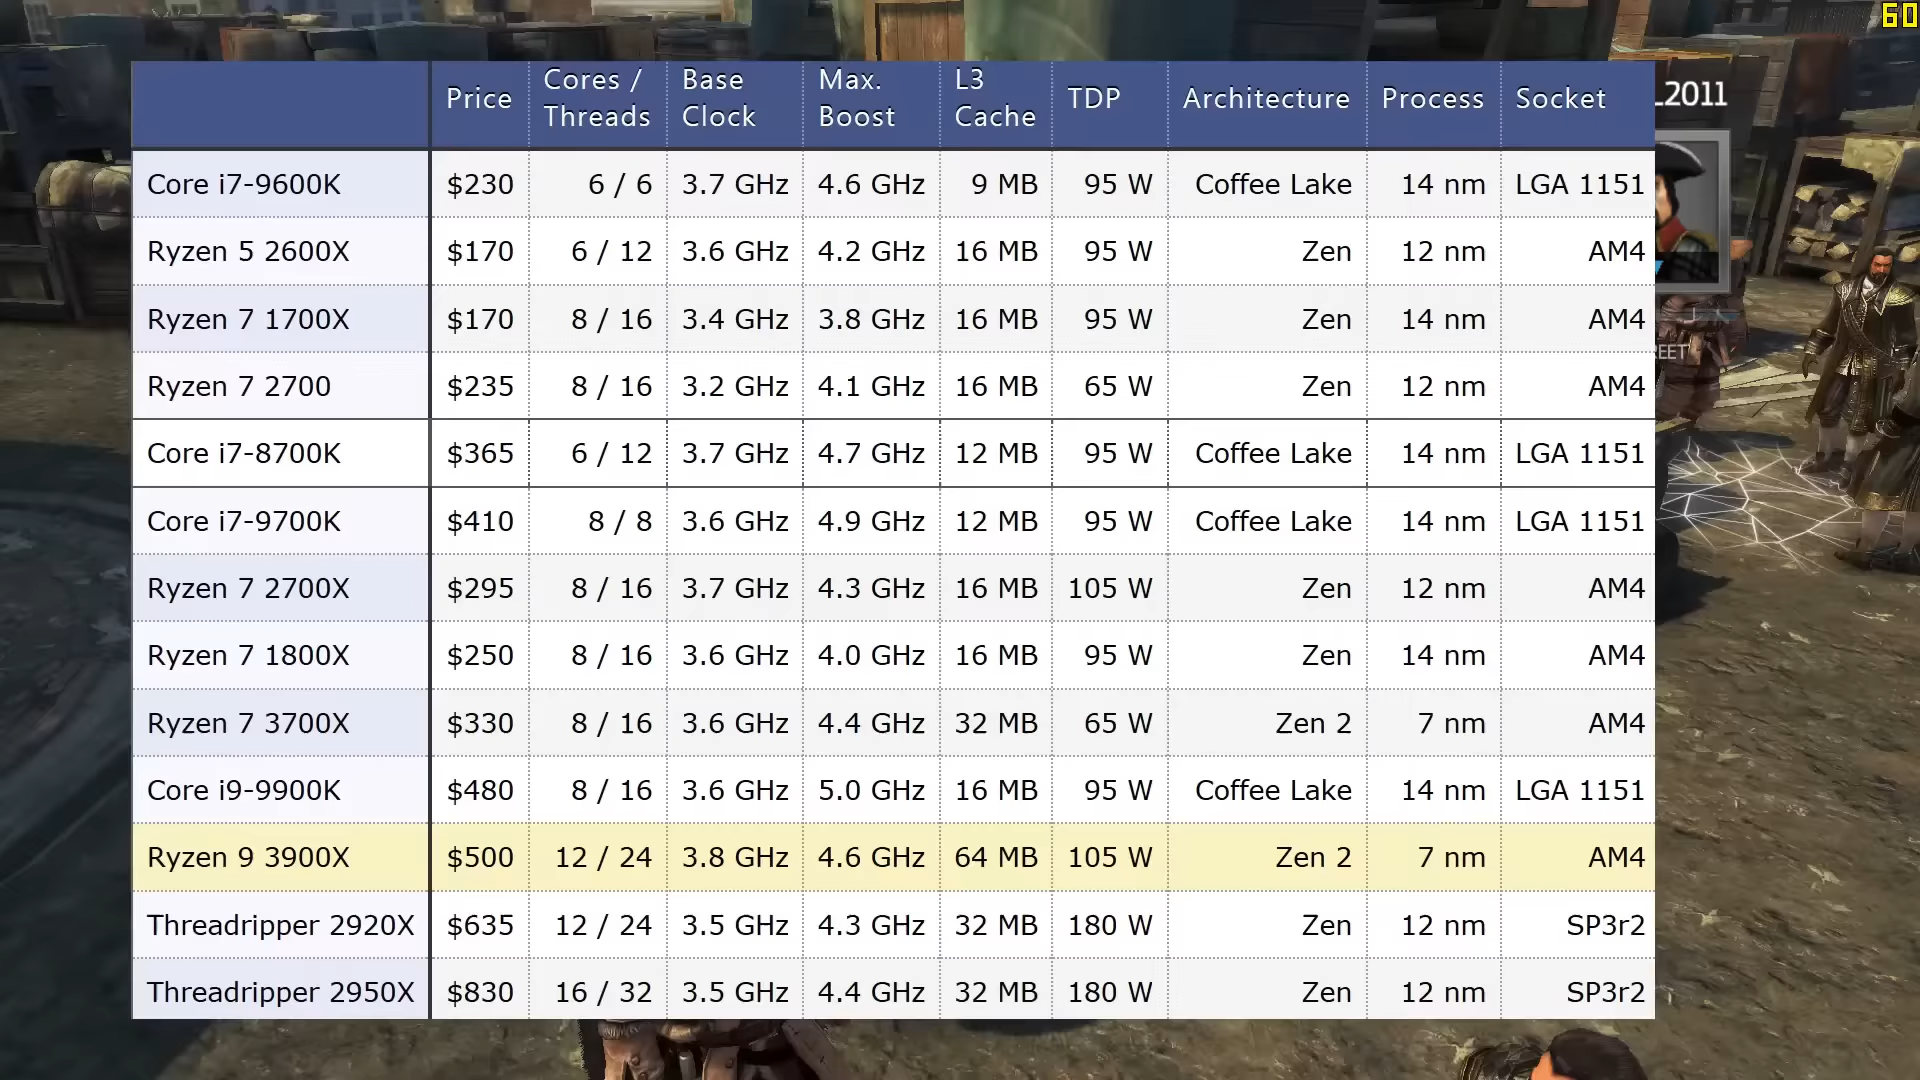 60
L2011
Price Cores / Threads Base Clock Max. Boost L3 Cache TDP Architecture Process Socket
Core i7-9600K $230 6 / 6 3.7 GHz 4.6 GHz 9 MB 95 W Coffee Lake 14 nm LGA 1151
Ryzen 5 2600X $170 6 / 12 3.6 GHz 4.2 GHz 16 MB 95 W Zen 12 nm AM4
Ryzen 7 1700X $170 8 / 16 3.4 GHz 3.8 GHz 16 MB 95 W Zen 14 nm AM4
REET
Ryzen 7 2700 $235 8 / 16 3.2 GHz 4.1 GHz 16 MB 65 W Zen 12 nm AM4
Core i7-8700K $365 6 / 12 3.7 GHz 4.7 GHz 12 MB 95 W Coffee Lake 14 nm LGA 1151
Core i7-9700K $410 8 / 8 3.6 GHz 4.9 GHz 12 MB 95 W Coffee Lake 14 nm LGA 1151
Ryzen 7 2700X $295 8 / 16 3.7 GHz 4.3 GHz 16 MB 105 W Zen 12 nm AM4
Ryzen 7 1800X $250 8 / 16 3.6 GHz 4.0 GHz 16 MB 95 W Zen 14 nm AM4
Ryzen 7 3700X $330 8 / 16 3.6 GHz 4.4 GHz 32 MB 65 W Zen 2 7 nm AM4
Core i9-9900K $480 8 / 16 3.6 GHz 5.0 GHz 16 MB 95 W Coffee Lake 14 nm LGA 1151
Ryzen 9 3900X $500 12 / 24 3.8 GHz 4.6 GHz 64 MB 105 W Zen 2 7 nm AM4
Threadripper 2920X $635 12 / 24 3.5 GHz 4.3 GHz 32 MB 180 W Zen 12 nm SP3r2
Threadripper 2950X $830 16 / 32 3.5 GHz 4.4 GHz 32 MB 180 W Zen 12 nm SP3r2